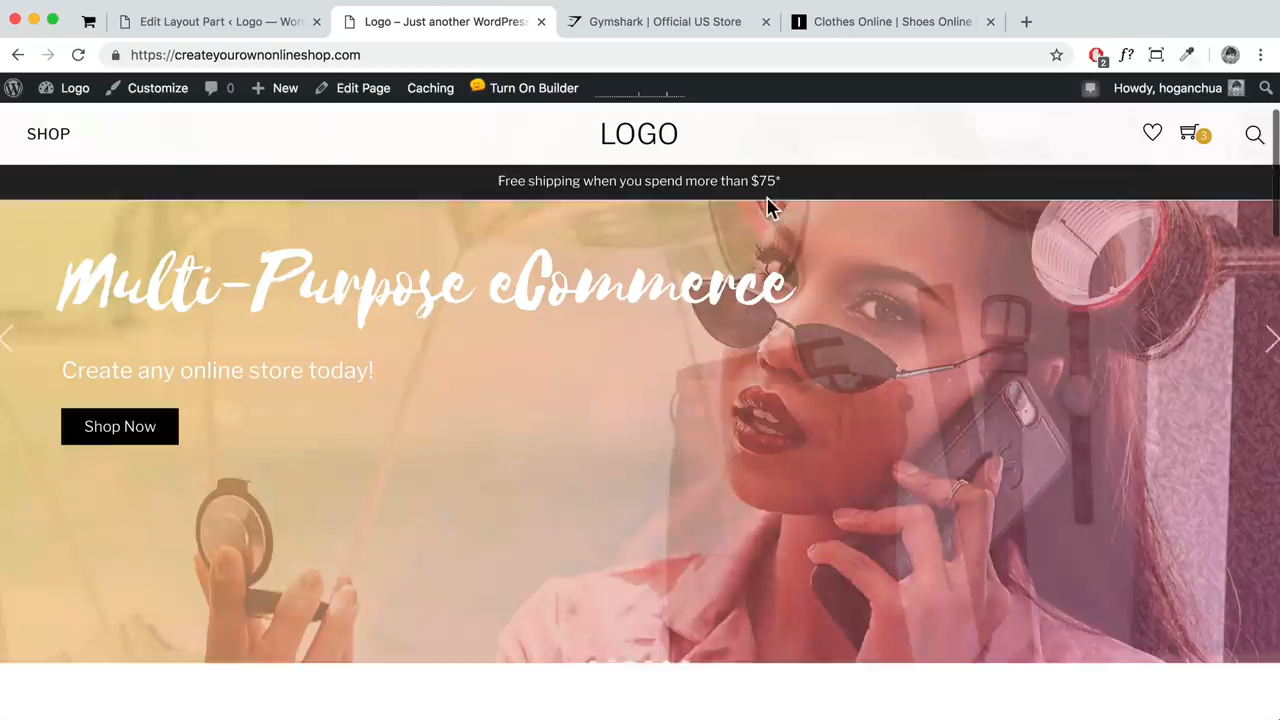 Edit Layout Part ‹ Logo — Wor
Logo – Just another WordPress
Gymshark | Official US Store
Clothes Online | Shoes Online
https://createyourownonlineshop.com
2
f?
Logo
Customize
0
New
Edit Page
Caching
Turn On Builder
Howdy, hoganchua
SHOP
LOGO
3
Free shipping when you spend more than $75*
Multi-Purpose eCommerce
Create any online store today!
Shop Now